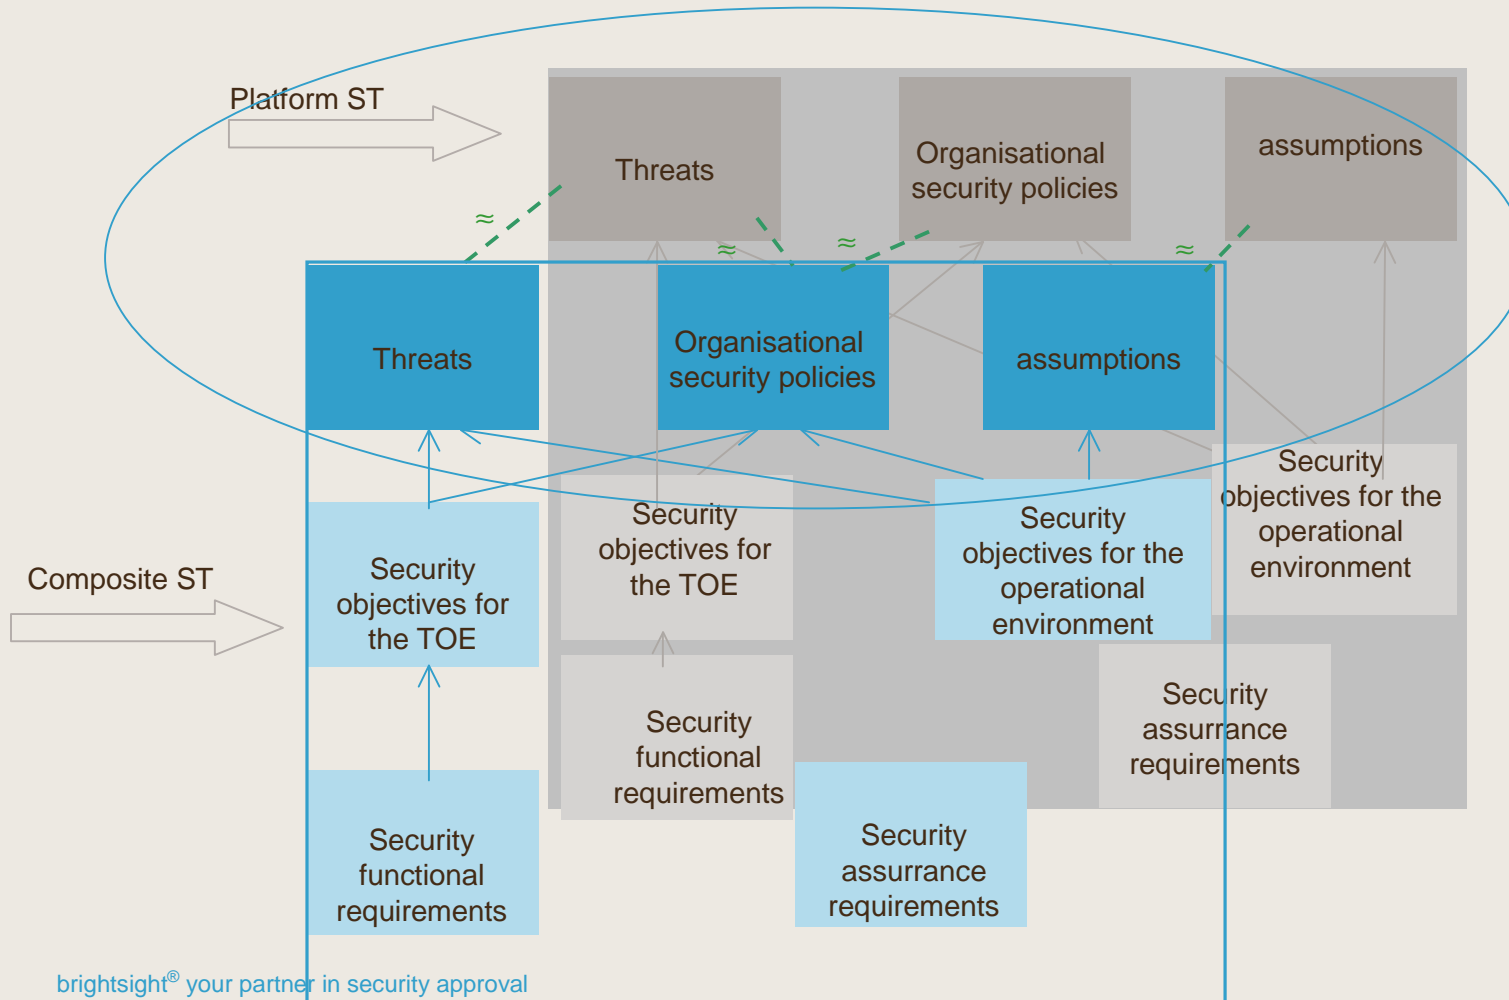 Platform ST
Threats
Organisational
security policies
assumptions
≈
≈
≈
≈
Threats
Organisational
security policies
assumptions
Composite ST
Security
objectives for
the TOE
Security
objectives for
the TOE
Security
objectives for the
operational
environment
Security
objectives for the
operational
environment
Security
functional
requirements
Security
assurrance
requirements
Security
functional
requirements
Security
assurrance
requirements
brightsight® your partner in security approval